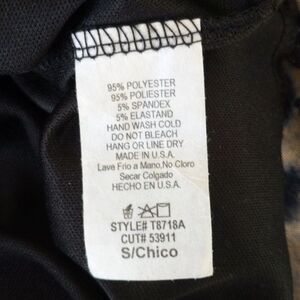 95% POLYESTER
95% POLIESTER
5% SPANDEX
5% ELASTAND
HAND WASH COLD
DO NOT BLEACH
HANG OR LINE DRY
MADE IN U.S.A.
Lave Frio a Mano,No Cloro
Secar Colgado
HECHO EN U.S.A.
STYLE# T8718A
CUT# 53911
S/Chico